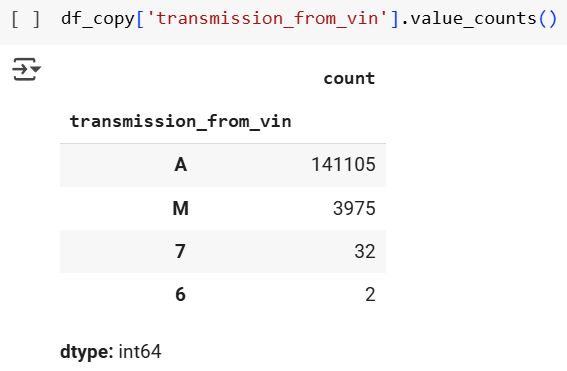 [ ] df_copy['transmission_from_vin'].value_counts()
count
transmission_from_vin
A 141105
M 3975
7 32
6 2
dtype: int64